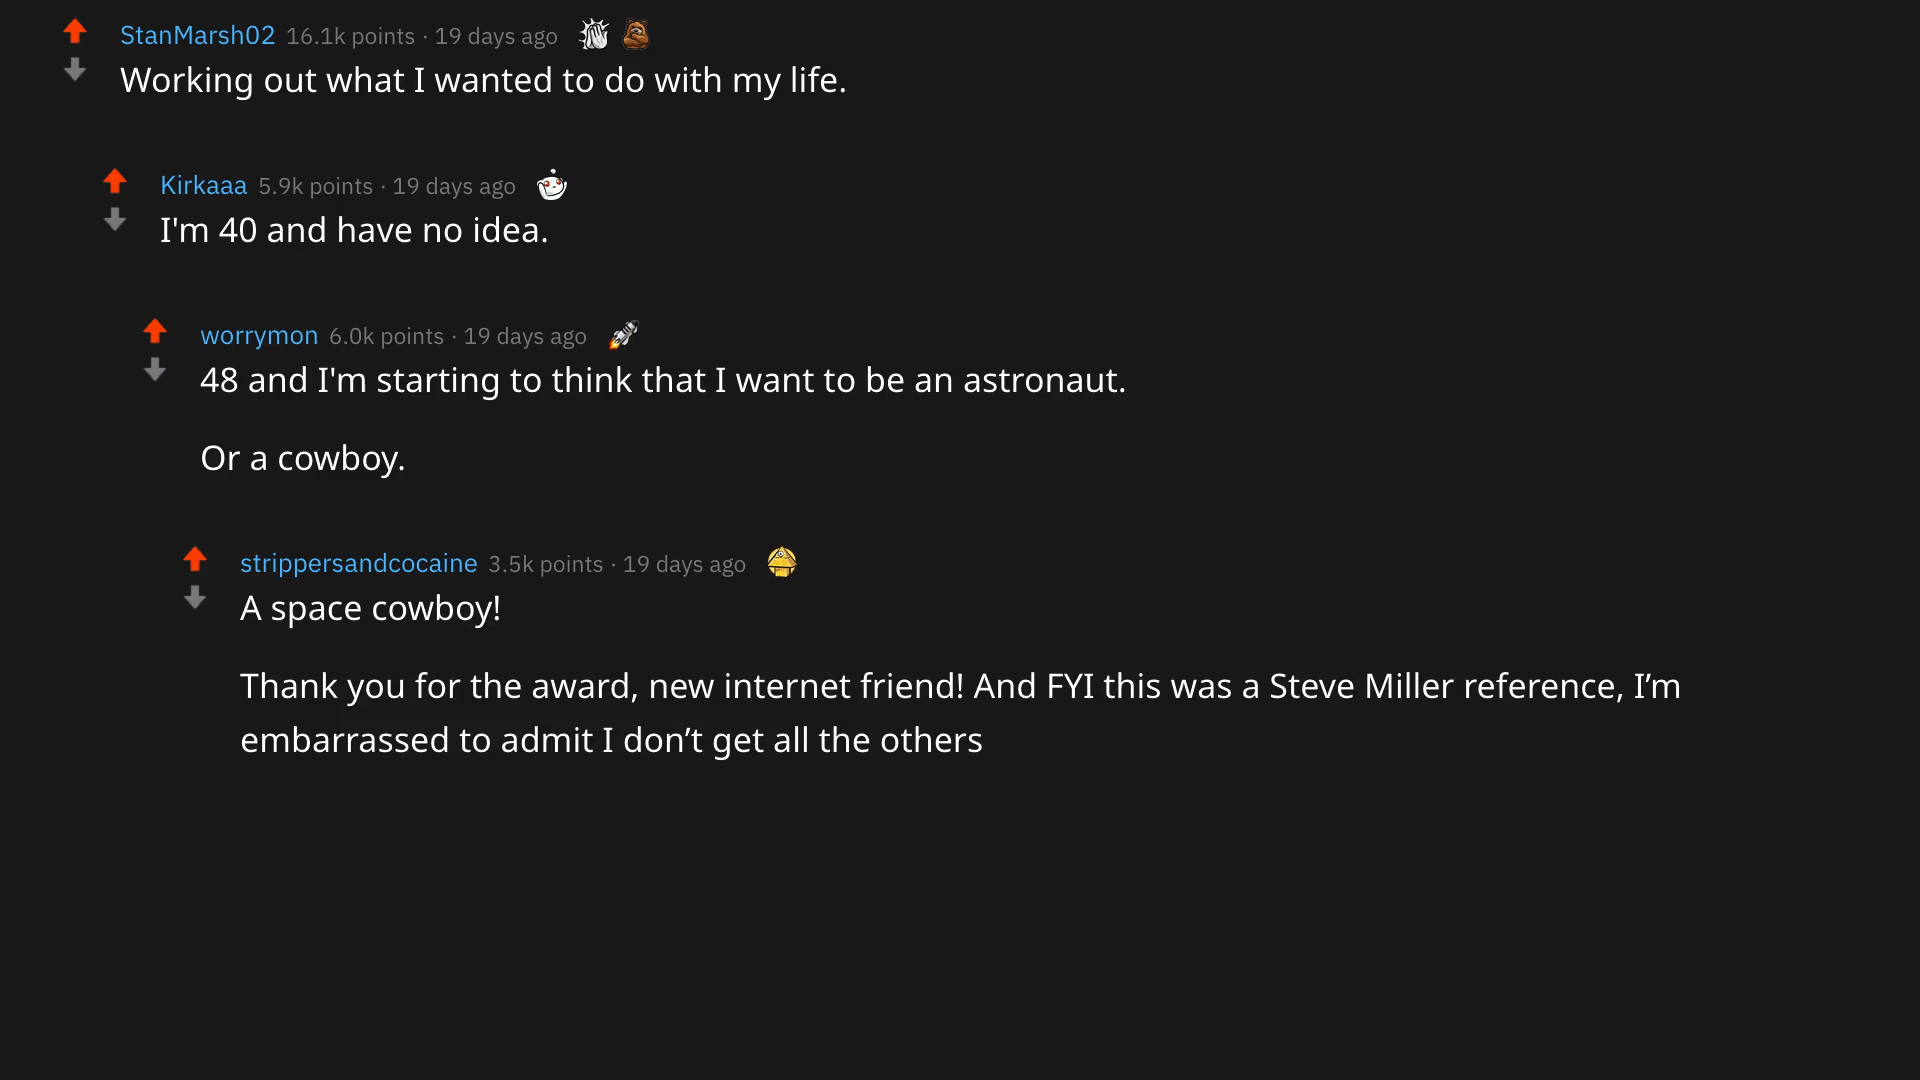 StanMarsh02 16.1k points · 19 days ago
Working out what I wanted to do with my life.
Kirkaaa 5.9k points · 19 days ago
I'm 40 and have no idea.
worrymon 6.0k points · 19 days ago
48 and I'm starting to think that I want to be an astronaut.
Or a cowboy.
strippersandcocaine 3.5k points · 19 days ago
A space cowboy!
Thank you for the award, new internet friend! And FYI this was a Steve Miller reference, I’m
embarrassed to admit I don’t get all the others